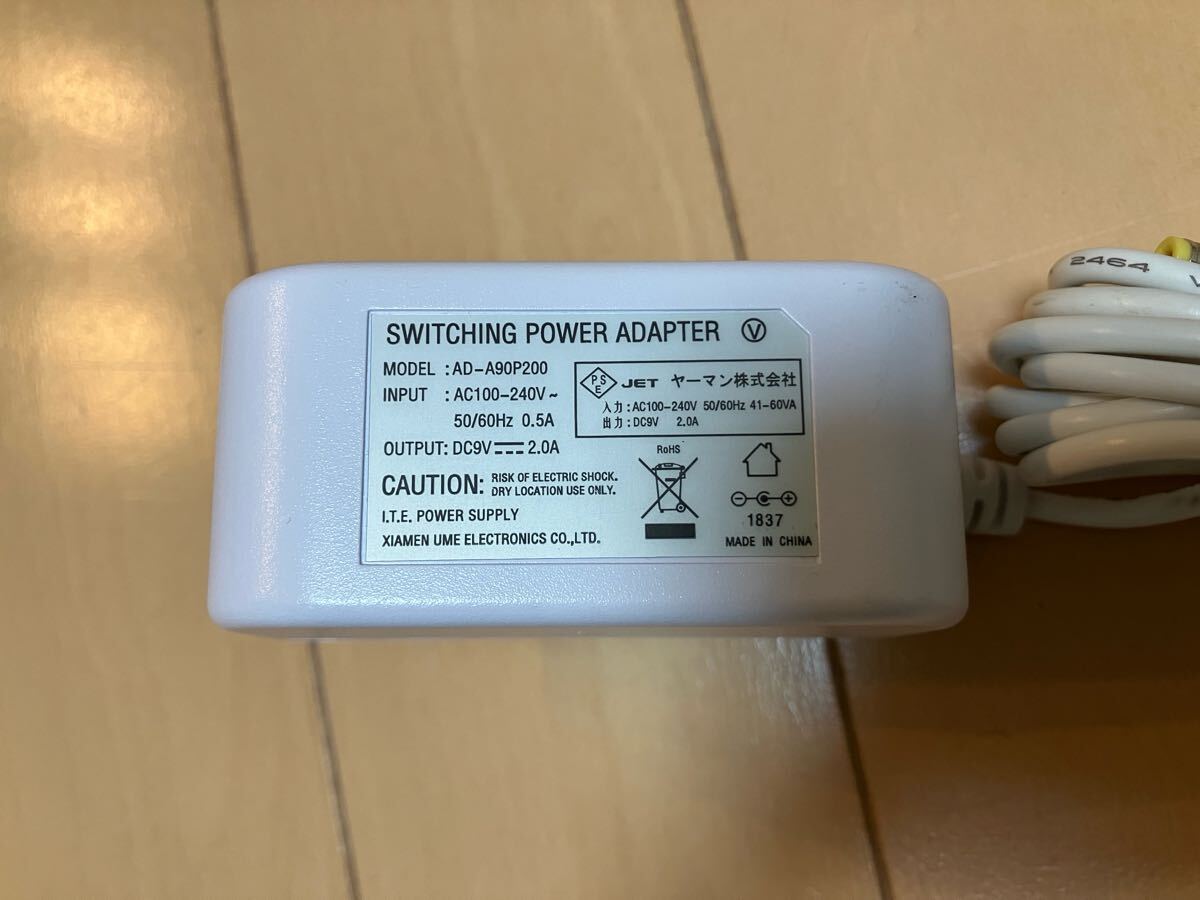 SWITCHING POWER ADAPTER Ⓥ
MODEL :AD-A90P200
INPUT :AC100-240V~
50/60Hz 0.5A
OUTPUT:DC9V⎓2.0A
CAUTION: RISK OF ELECTRIC SHOCK.
DRY LOCATION USE ONLY.
I.T.E. POWER SUPPLY
XIAMEN UME ELECTRONICS CO.,LTD.
PSE JET ヤーマン株式会社
入力:AC100-240V 50/60Hz 41-60VA
出力:DC9V 2.0A
RoHS
1837
MADE IN CHINA
2464